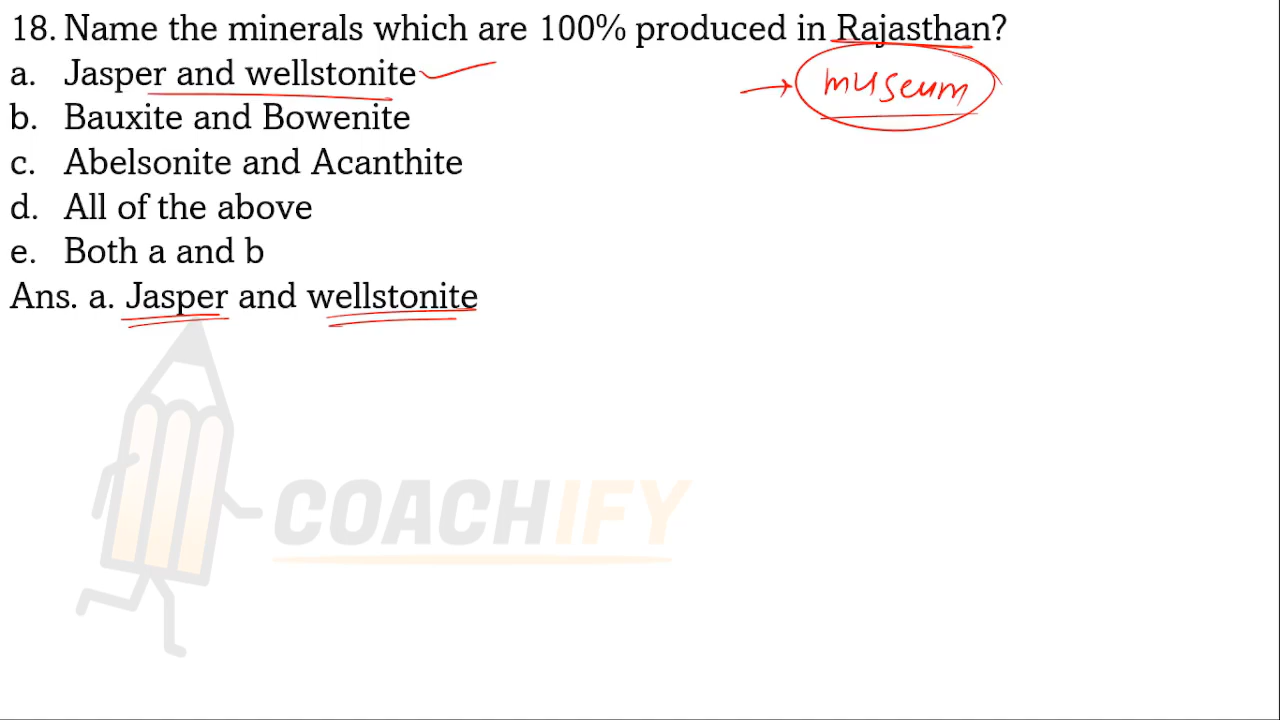 18. Name the minerals which are 100% produced in Rajasthan?
a. Jasper and wellstonite
museum
b. Bauxite and Bowenite
c. Abelsonite and Acanthite
d. All of the above
e. Both a and b
Ans. a. Jasper and wellstonite
COACHIFY